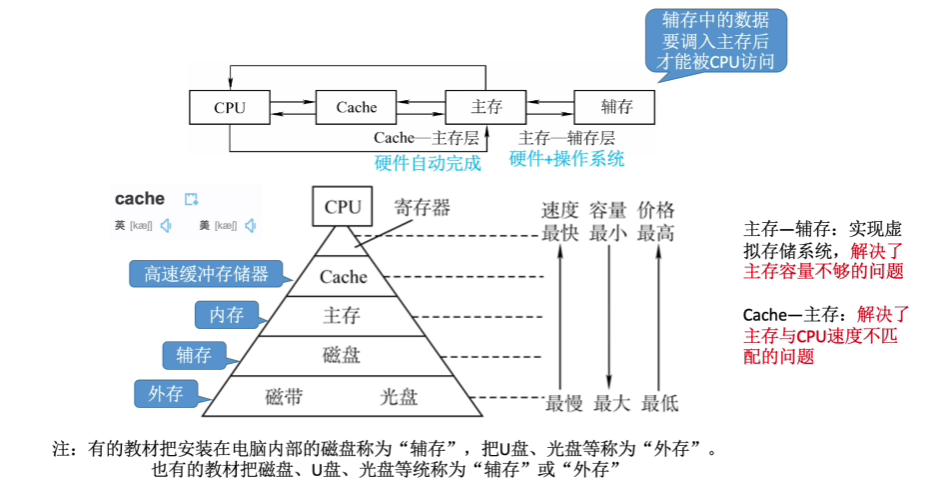 辅存中的数据
要调入主存后
才能被CPU访问
CPU
Cache
主存
辅存
Cache—主存层
主存—辅存层
硬件自动完成
硬件+操作系统
cache
英 [kæʃ]
美 [kæʃ]
CPU
寄存器
速度 容量 价格
最快 最小 最高
高速缓冲存储器
Cache
内存
主存
辅存
磁盘
外存
磁带
光盘
最慢 最大 最低
主存—辅存：实现虚
拟存储系统，解决了
主存容量不够的问题
Cache—主存：解决了
主存与CPU速度不匹
配的问题
注：有的教材把安装在电脑内部的磁盘称为“辅存”，把U盘、光盘等称为“外存”。
也有的教材把磁盘、U盘、光盘等统称为“辅存”或“外存”